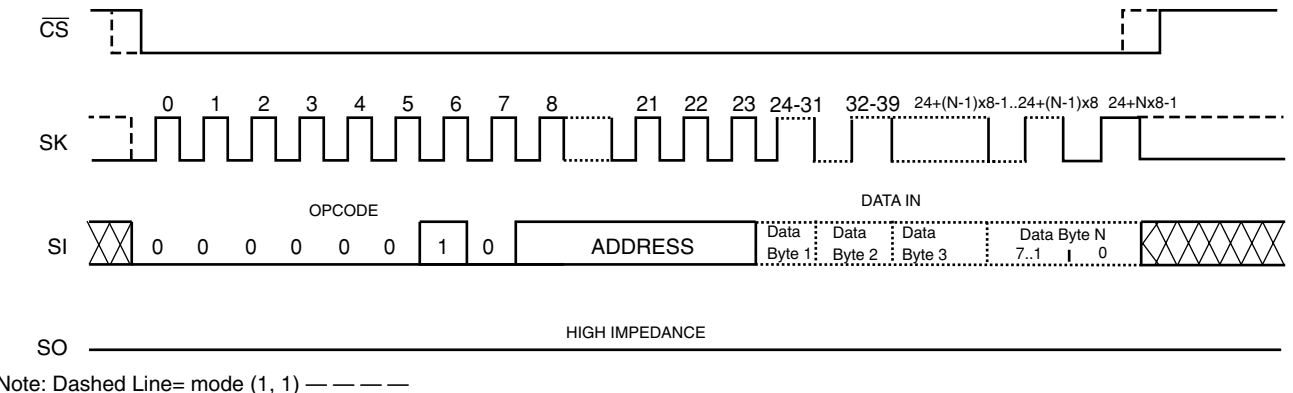 CS
0 1 2 3 4 5 6 7 8 21 22 23 24-31 32-39 24+(N-1)x8-1..24+(N-1)x8 24+Nx8-1
SK
OPCODE
DATA IN
SI 0 0 0 0 0 0 1 0 ADDRESS
Data Byte 1
Data Byte 2
Data Byte 3
Data Byte N
7..1 0
HIGH IMPEDANCE
SO
Note: Dashed Line= mode (1, 1) — — — —